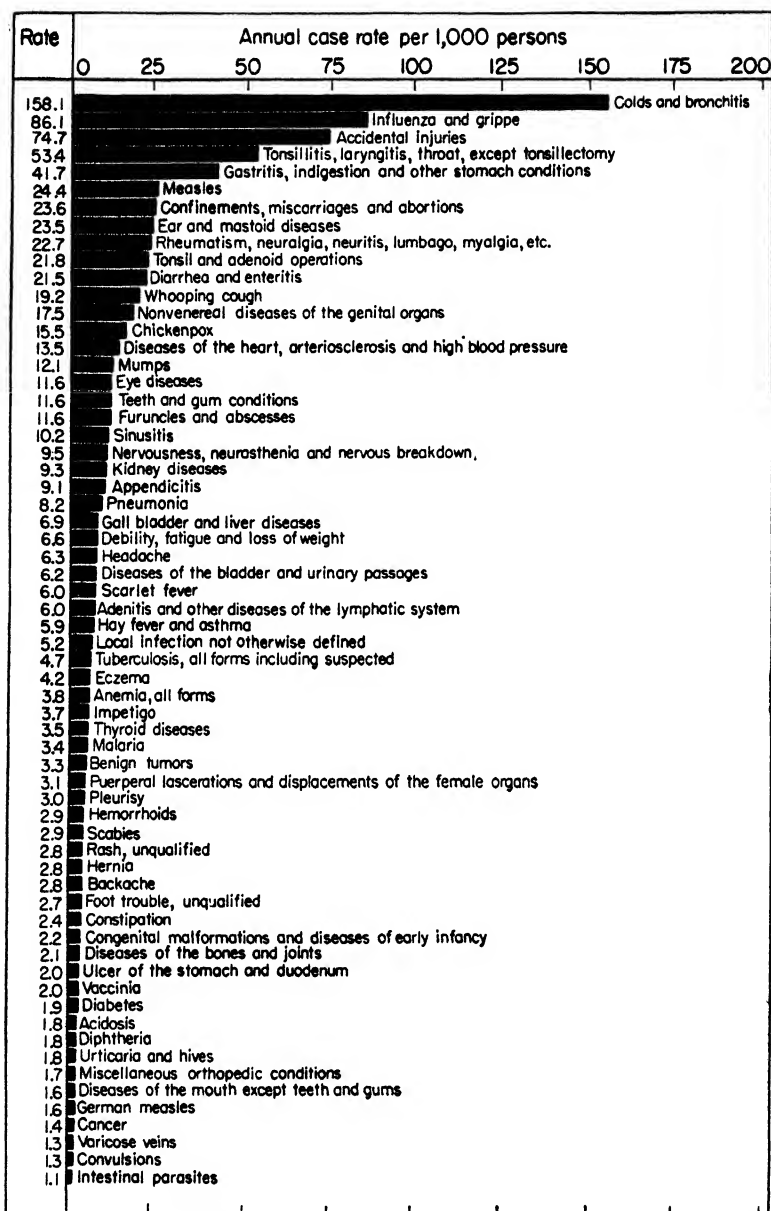 Rate Annual case rate per 1,000 persons
0 25 50 75 100 125 150 175 200
158.1 Colds and bronchitis
86.1 Influenza and grippe
74.7 Accidental injuries
53.4 Tonsillitis, laryngitis, throat, except tonsillectomy
41.7 Gastritis, indigestion and other stomach conditions
24.4 Measles
23.6 Confinements, miscarriages and abortions
23.5 Ear and mastoid diseases
22.7 Rheumatism, neuralgia, neuritis, lumbago, myalgia, etc.
21.8 Tonsil and adenoid operations
21.5 Diarrhea and enteritis
19.2 Whooping cough
17.5 Nonvenereal diseases of the genital organs
15.5 Chickenpox
13.5 Diseases of the heart, arteriosclerosis and high blood pressure
12.1 Mumps
11.6 Eye diseases
11.6 Teeth and gum conditions
11.6 Furuncles and abscesses
10.2 Sinusitis
9.5 Nervousness, neurasthenia and nervous breakdown.
9.3 Kidney diseases
9.1 Appendicitis
8.2 Pneumonia
6.9 Gall bladder and liver diseases
6.6 Debility, fatigue and loss of weight
6.3 Headache
6.2 Diseases of the bladder and urinary passages
6.0 Scarlet fever
6.0 Adenitis and other diseases of the lymphatic system
5.9 Hay fever and asthma
5.2 Local infection not otherwise defined
4.7 Tuberculosis, all forms including suspected
4.2 Eczema
3.8 Anemia, all forms
3.7 Impetigo
3.5 Thyroid diseases
3.4 Malaria
3.3 Benign tumors
3.1 Puerperal lascerations and displacements of the female organs
3.0 Pleurisy
2.9 Hemorrhoids
2.9 Scabies
2.8 Rash, unqualified
2.8 Hernia
2.8 Backache
2.7 Foot trouble, unqualified
2.4 Constipation
2.2 Congenital malformations and diseases of early infancy
2.1 Diseases of the bones and joints
2.0 Ulcer of the stomach and duodenum
2.0 Vaccinia
1.9 Diabetes
1.8 Acidosis
1.8 Diphtheria
1.8 Urticaria and hives
1.7 Miscellaneous orthopedic conditions
1.6 Diseases of the mouth except teeth and gums
1.6 German measles
1.4 Cancer
1.3 Varicose veins
1.3 Convulsions
1.1 Intestinal parasites